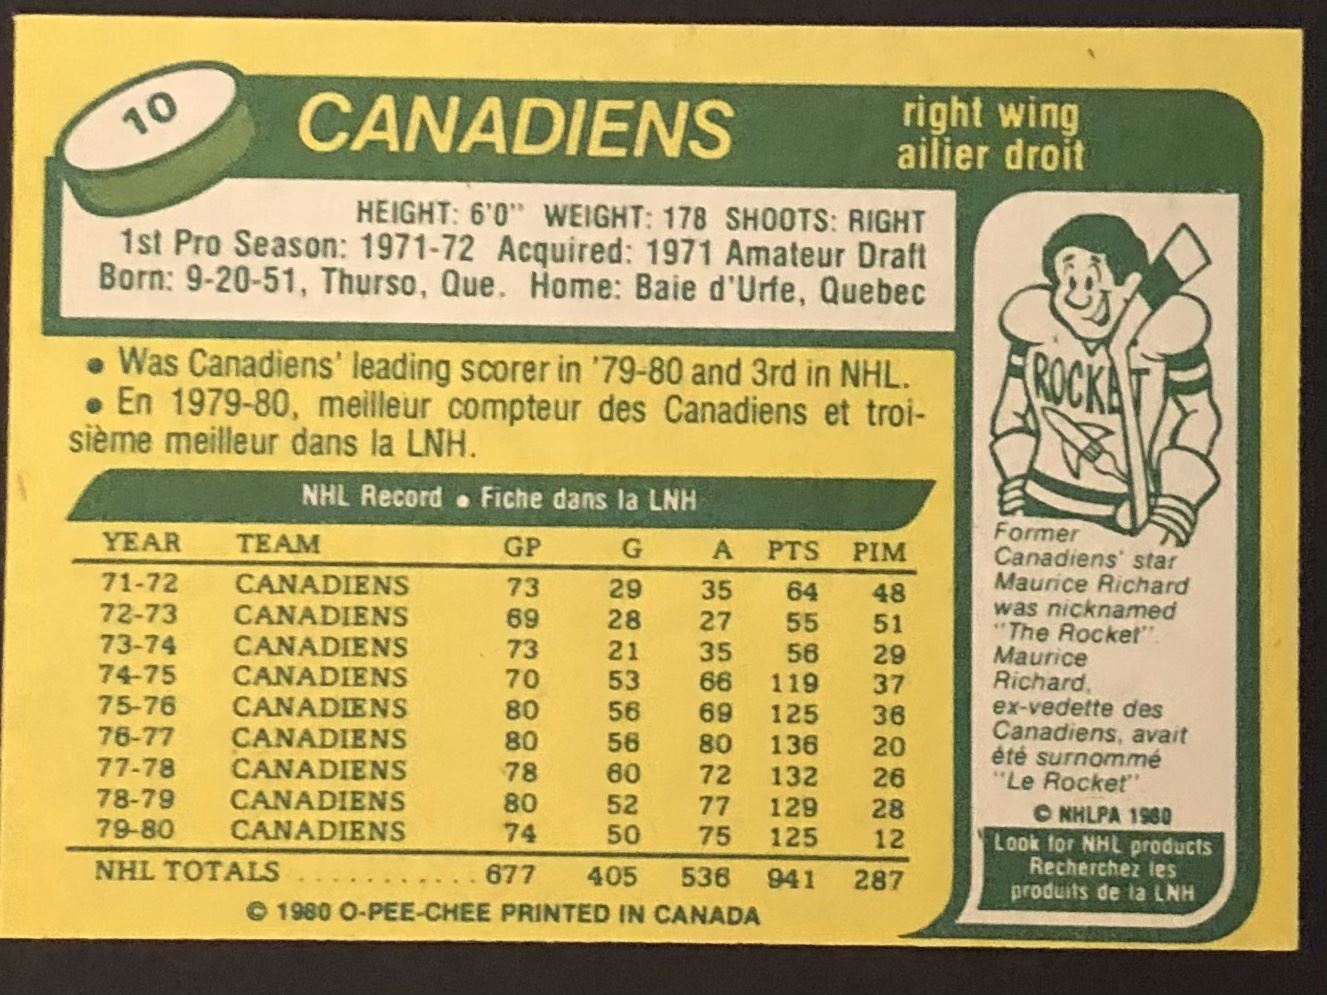 10
CANADIENS
right wing
ailier droit
HEIGHT: 6'0" WEIGHT: 178 SHOOTS: RIGHT
1st Pro Season: 1971-72 Acquired: 1971 Amateur Draft
Born: 9-20-51, Thurso, Que. Home: Baie d'Urfe, Quebec
• Was Canadiens' leading scorer in '79-80 and 3rd in NHL.
• En 1979-80, meilleur compteur des Canadiens et troi-
sième meilleur dans la LNH.
NHL Record • Fiche dans la LNH
YEAR TEAM GP G A PTS PIM
71-72 CANADIENS 73 29 35 64 48
72-73 CANADIENS 69 28 27 55 51
73-74 CANADIENS 73 21 35 56 29
74-75 CANADIENS 70 53 66 119 37
75-76 CANADIENS 80 56 69 125 36
76-77 CANADIENS 80 56 80 136 20
77-78 CANADIENS 78 60 72 132 26
78-79 CANADIENS 80 52 77 129 28
79-80 CANADIENS 74 50 75 125 12
NHL TOTALS ........... 677 405 536 941 287
© 1980 O-PEE-CHEE PRINTED IN CANADA
ROCKET
Former
Canadiens' star
Maurice Richard
was nicknamed
"The Rocket".
Maurice
Richard,
ex-vedette des
Canadiens, avait
été surnommé
"Le Rocket"
© NHLPA 1980
Look for NHL products
Recherchez les
produits de la LNH